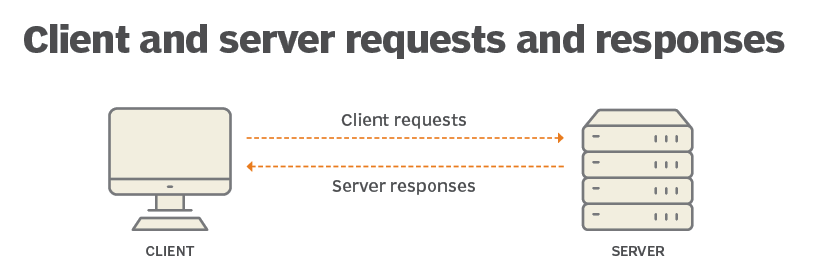 Client and server requests and responses
Client requests
Server responses
CLIENT
SERVER